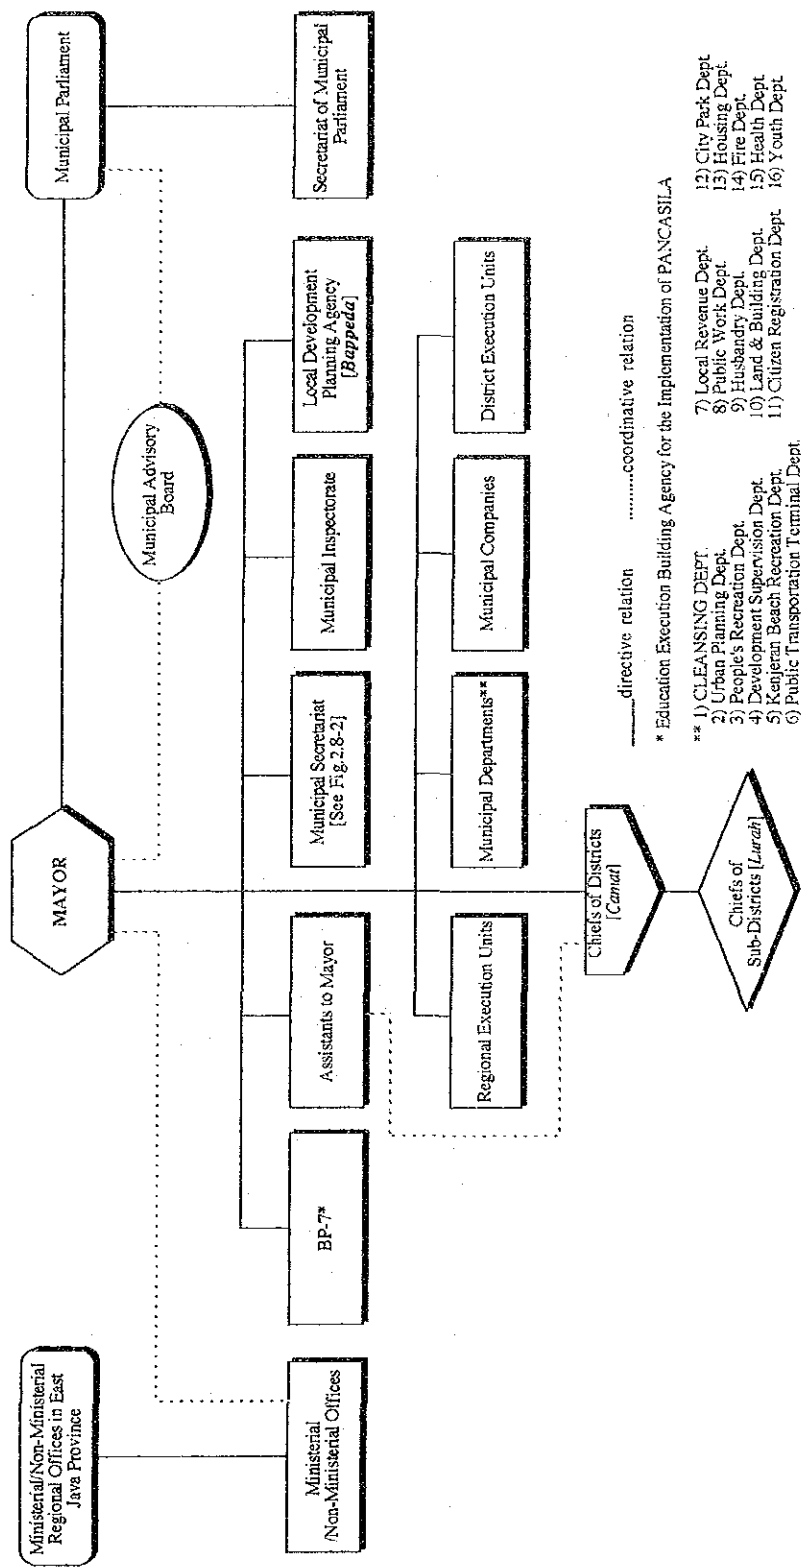 Ministerial/Non-Ministerial
Regional Offices in East
Java Province
MAYOR
Municipal Parliament
Municipal Advisory
Board
Ministerial
/Non-Ministerial Offices
BP-7*
Assistants to Mayor
Municipal Secretariat
[See Fig.2.8-2]
Municipal Inspectorate
Local Development
Planning Agency
[Bappeda]
Secretariat of Municipal
Parliament
Regional Execution Units
Municipal Departments**
Municipal Companies
District Execution Units
Chiefs of Districts
[Camat]
Chiefs of
Sub-Districts [Lurah]
____directive relation ..........coordinative relation
* Education Execution Building Agency for the Implementation of PANCASILA
** 1) CLEANSING DEPT.
2) Urban Planning Dept.
3) People's Recreation Dept.
4) Development Supervision Dept.
5) Kenjeran Beach Recreation Dept.
6) Public Transportation Terminal Dept.
7) Local Revenue Dept.
8) Public Work Dept.
9) Husbandry Dept.
10) Land & Building Dept.
11) Citizen Registration Dept.
12) City Park Dept.
13) Housing Dept.
14) Fire Dept.
15) Health Dept.
16) Youth Dept.